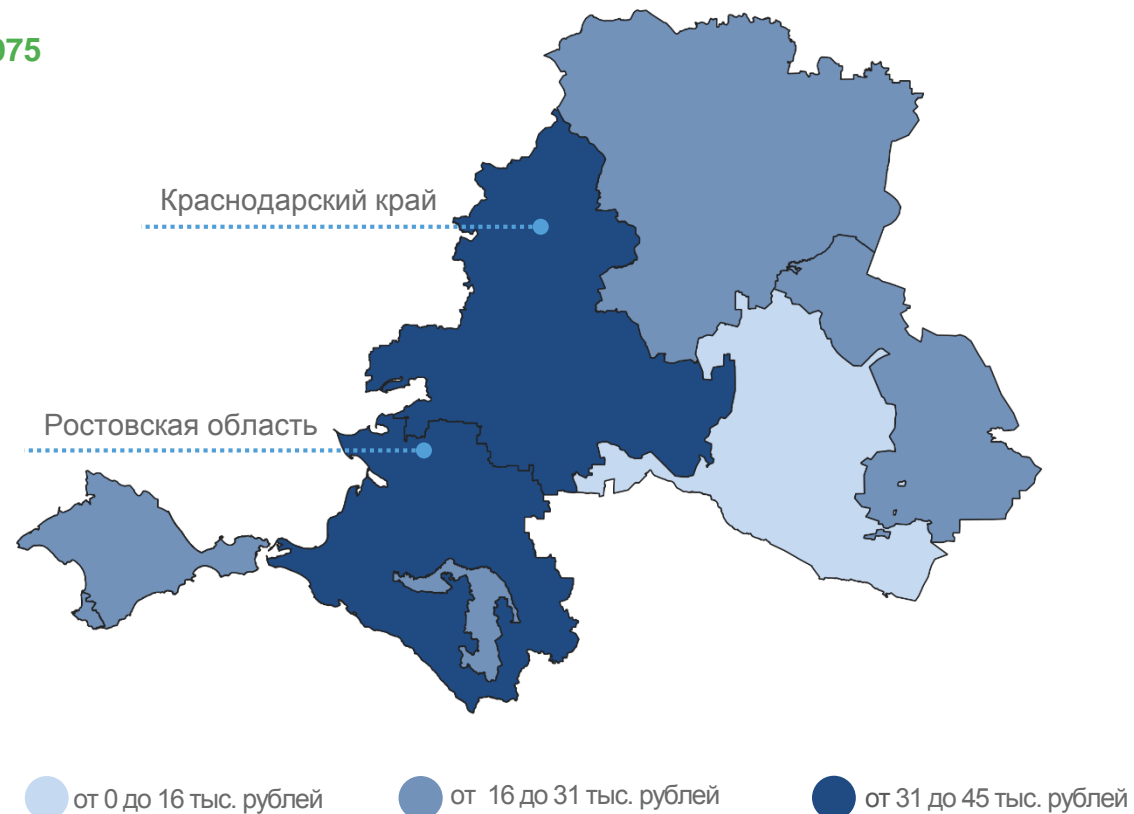 075
Краснодарский край
Ростовская область
от 0 до 16 тыс. рублей
от 16 до 31 тыс. рублей
от 31 до 45 тыс. рублей